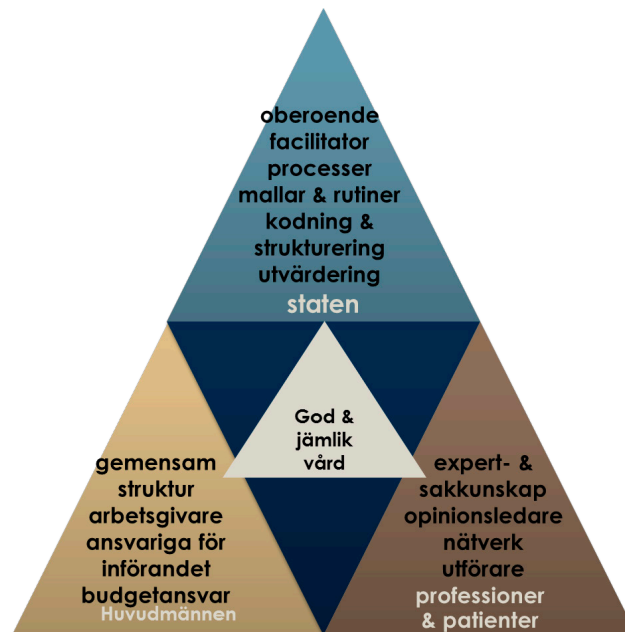 oberoende
facilitator
processer
mallar & rutiner
kodning &
strukturering
utvärdering
staten
God &
jämlik
vård
gemensam
struktur
arbetsgivare
ansvariga för
införandet
budgetansvar
Huvudmännen
expert- &
sakkunskap
opinionsledare
nätverk
utförare
professioner
& patienter